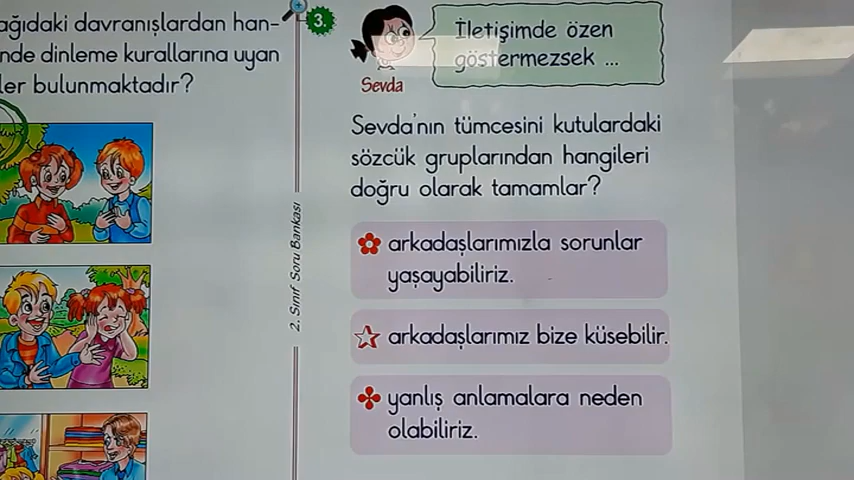 ağıdaki davranışlardan han-
nde dinleme kurallarına uyan
ler bulunmaktadır?
2. Sınıf Soru Bankası
3.
Sevda
İletişimde özen
göstermezsek ...
Sevda'nın tümcesini kutulardaki
sözcük gruplarından hangileri
doğru olarak tamamlar?
arkadaşlarımızla sorunlar
yaşayabiliriz.
arkadaşlarımız bize küsebilir.
yanlış anlamalara neden
olabiliriz.